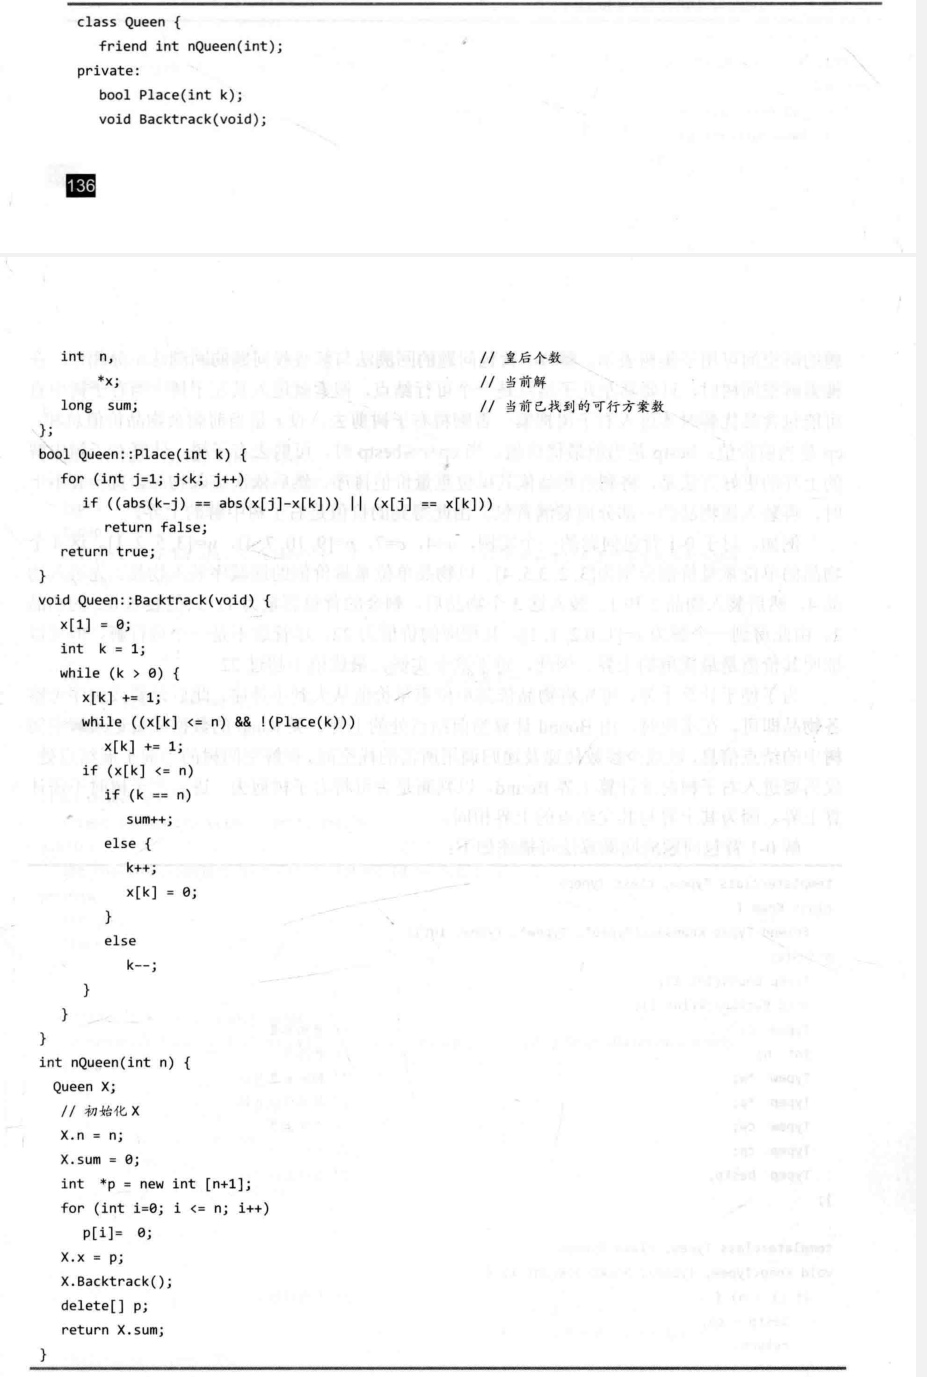 class Queen {
friend int nQueen(int);
private:
bool Place(int k);
void Backtrack(void);
136
int n, // 皇后个数
*x; // 当前解
long sum; // 当前已找到的可行方案数
};
bool Queen::Place(int k) {
for (int j=1; j<k; j++)
if ((abs(k-j) == abs(x[j]-x[k])) || (x[j] == x[k]))
return false;
return true;
}
void Queen::Backtrack(void) {
x[1] = 0;
int k = 1;
while (k > 0) {
x[k] += 1;
while ((x[k] <= n) && !(Place(k)))
x[k] += 1;
if (x[k] <= n)
if (k == n)
sum++;
else {
k++;
x[k] = 0;
}
else
k--;
}
}
}
int nQueen(int n) {
Queen X;
// 初始化X
X.n = n;
X.sum = 0;
int *p = new int [n+1];
for (int i=0; i <= n; i++)
p[i]= 0;
X.x = p;
X.Backtrack();
delete[] p;
return X.sum;
}